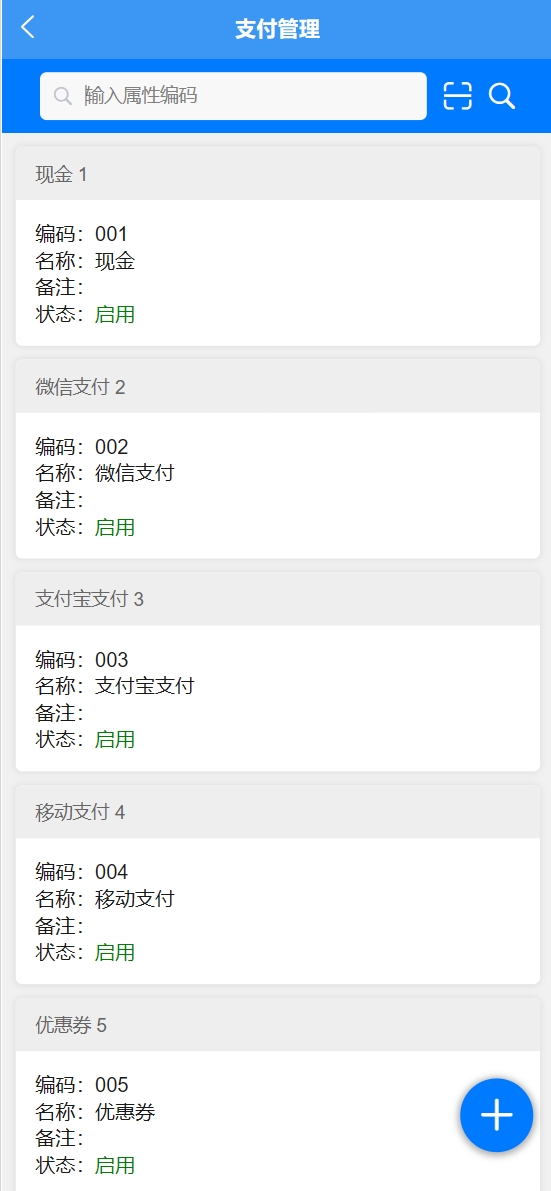 支付管理
输入属性编码
现金 1
编码：001
名称：现金
备注：
状态：启用
微信支付 2
编码：002
名称：微信支付
备注：
状态：启用
支付宝支付 3
编码：003
名称：支付宝支付
备注：
状态：启用
移动支付 4
编码：004
名称：移动支付
备注：
状态：启用
优惠券 5
编码：005
名称：优惠券
备注：
状态：启用